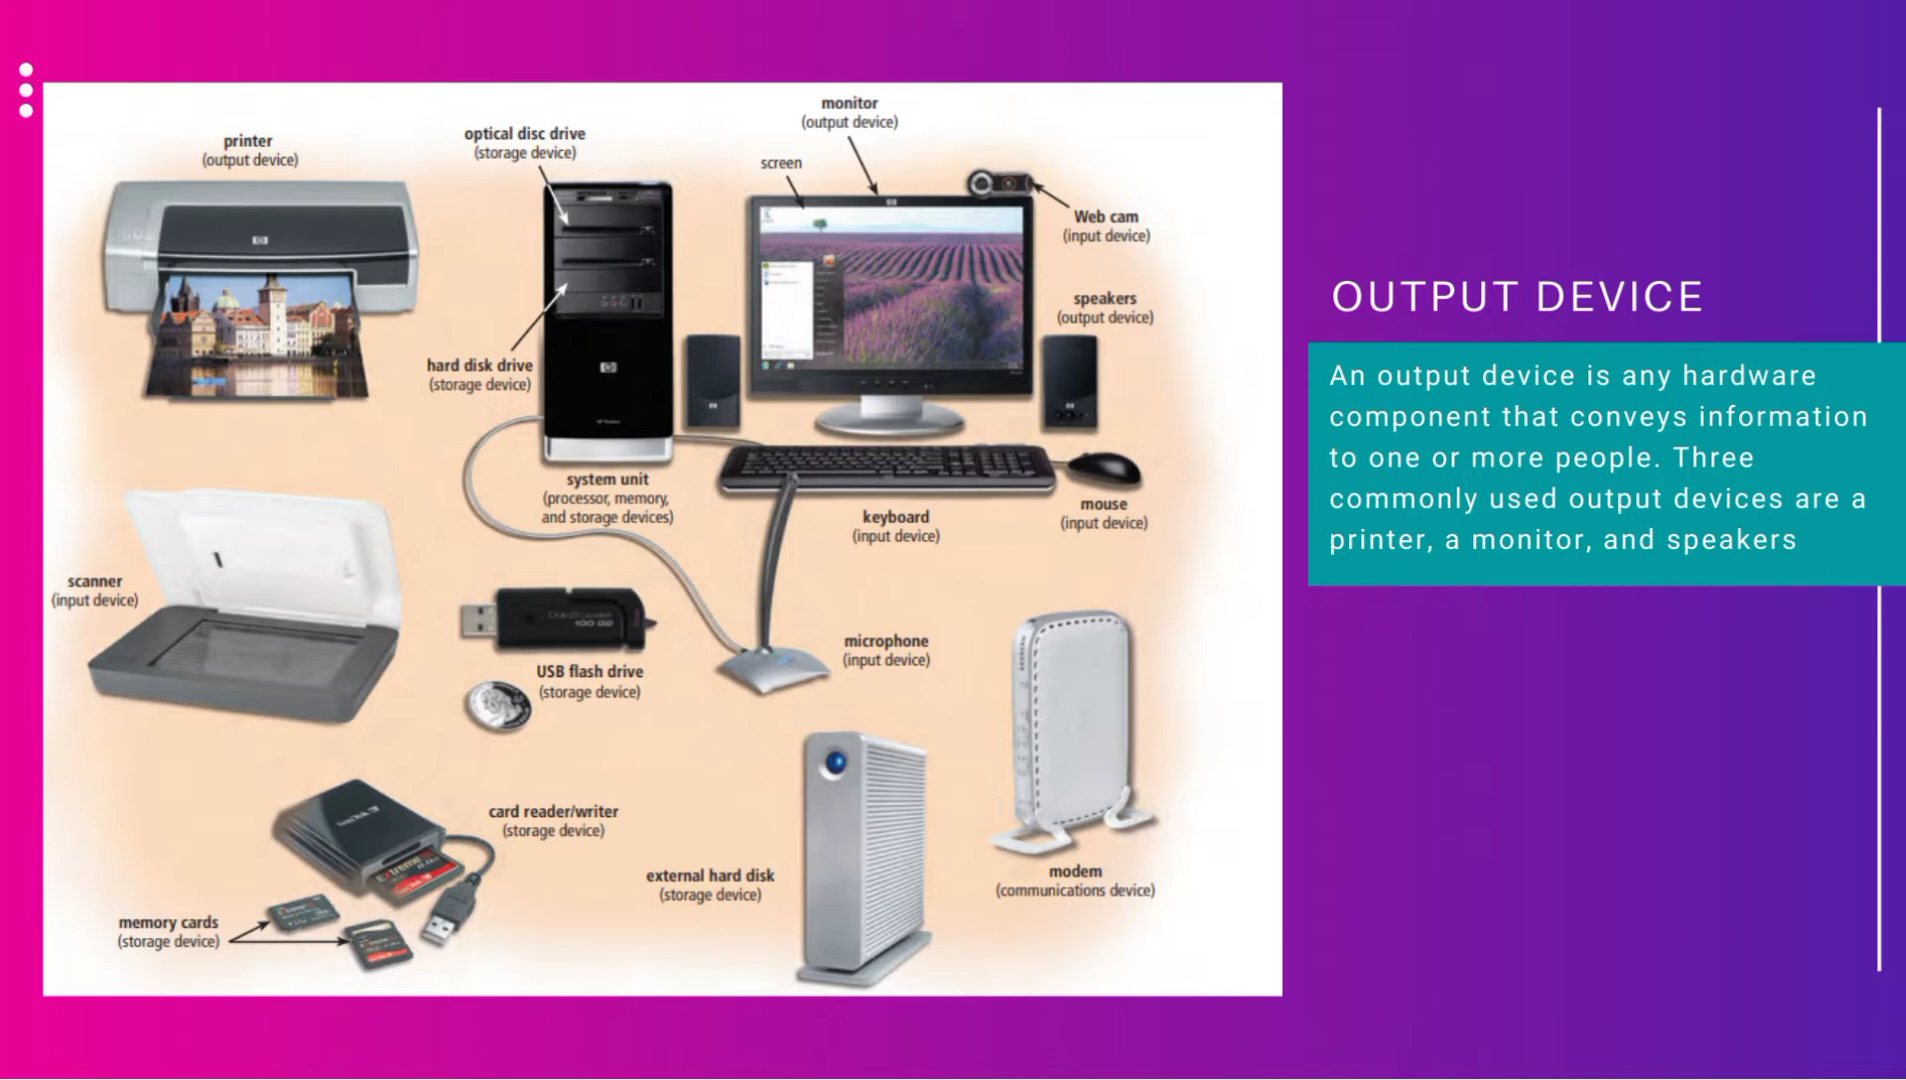 printer
(output device)
optical disc drive
(storage device)
monitor
(output device)
screen
Web cam
(input device)
speakers
(output device)
hard disk drive
(storage device)
system unit
(processor, memory,
and storage devices)
keyboard
(input device)
mouse
(input device)
scanner
(input device)
USB flash drive
(storage device)
microphone
(input device)
card reader/writer
(storage device)
external hard disk
(storage device)
modem
(communications device)
memory cards
(storage device)
OUTPUT DEVICE
An output device is any hardware
component that conveys information
to one or more people. Three
commonly used output devices are a
printer, a monitor, and speakers